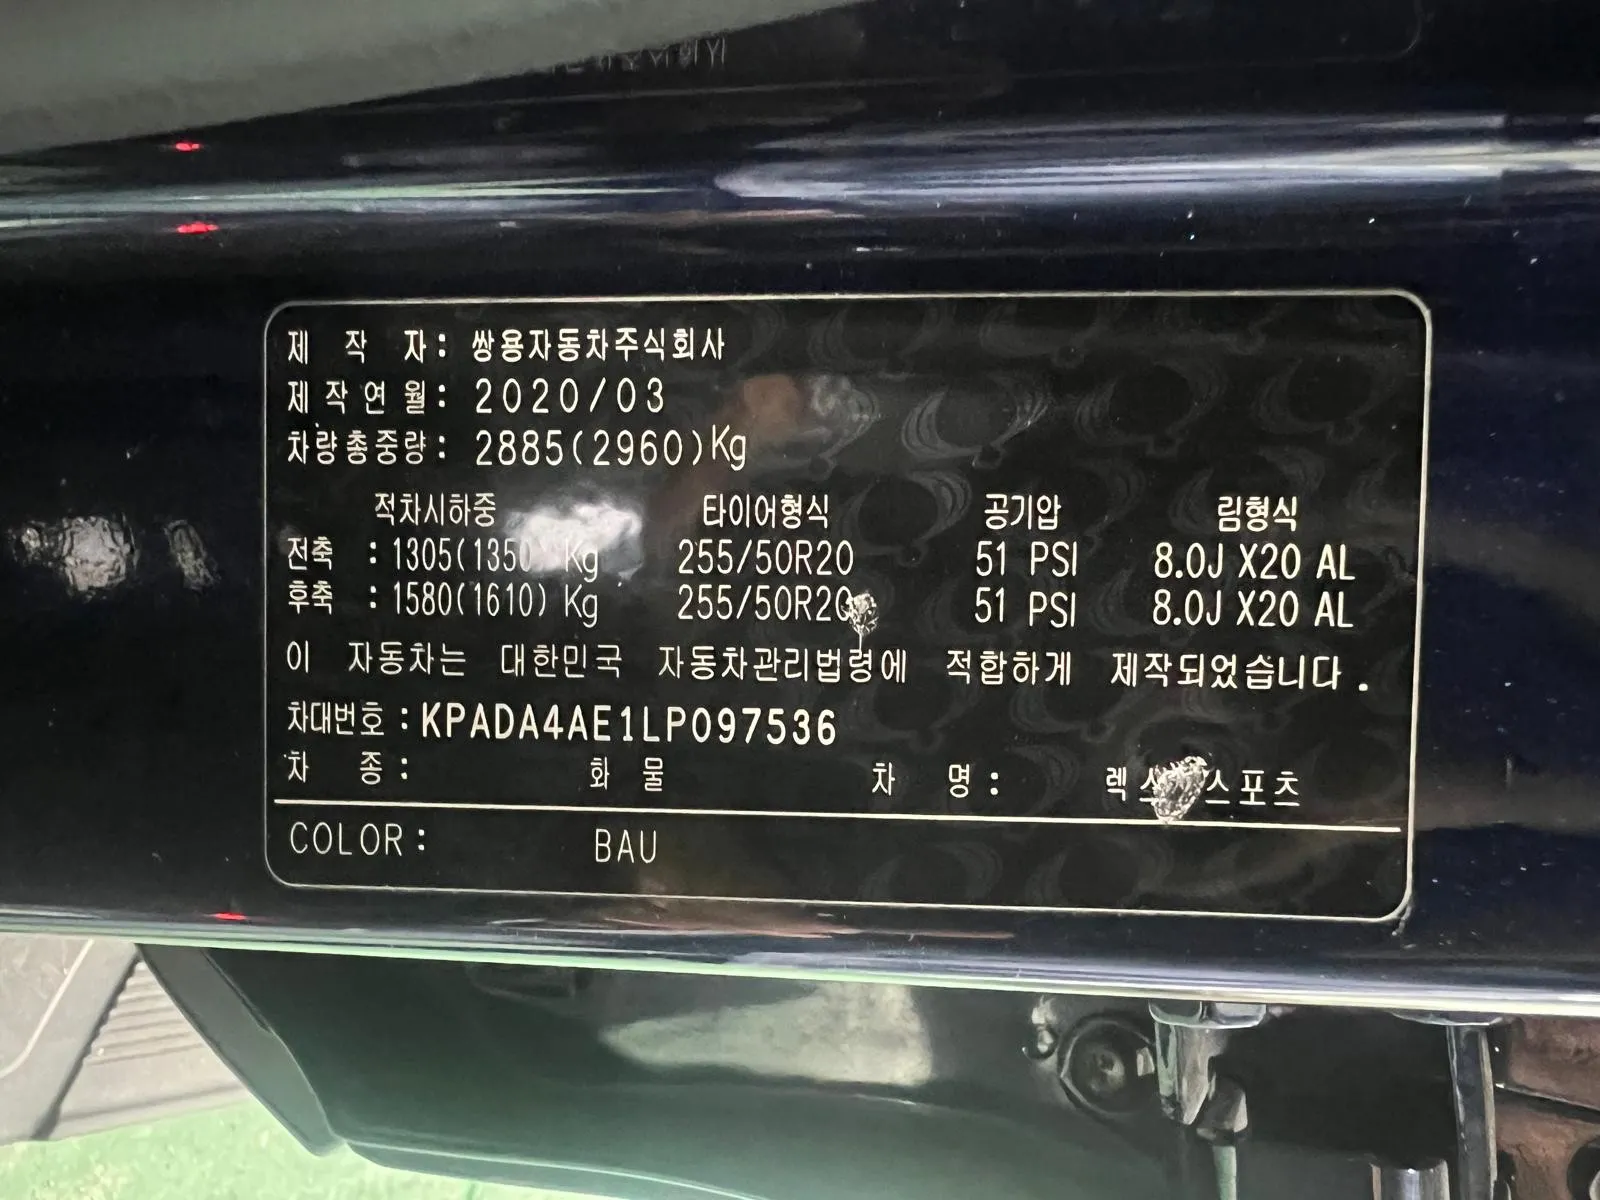 제 작 자 : 쌍용자동차주식회사
제 작 연 월 : 2020/03
차량총중량 : 2885(2960)Kg
적차시하중 타이어형식 공기압 림형식
전축 : 1305(1350) Kg 255/50R20 51 PSI 8.0J X20 AL
후축 : 1580(1610) Kg 255/50R20 51 PSI 8.0J X20 AL
이 자동차는 대한민국 자동차관리법령에 적합하게 제작되었습니다.
차대번호 : KPADA4AE1LP097536
차 종 : 화 물 차 명 : 렉스 스포츠
COLOR : BAU